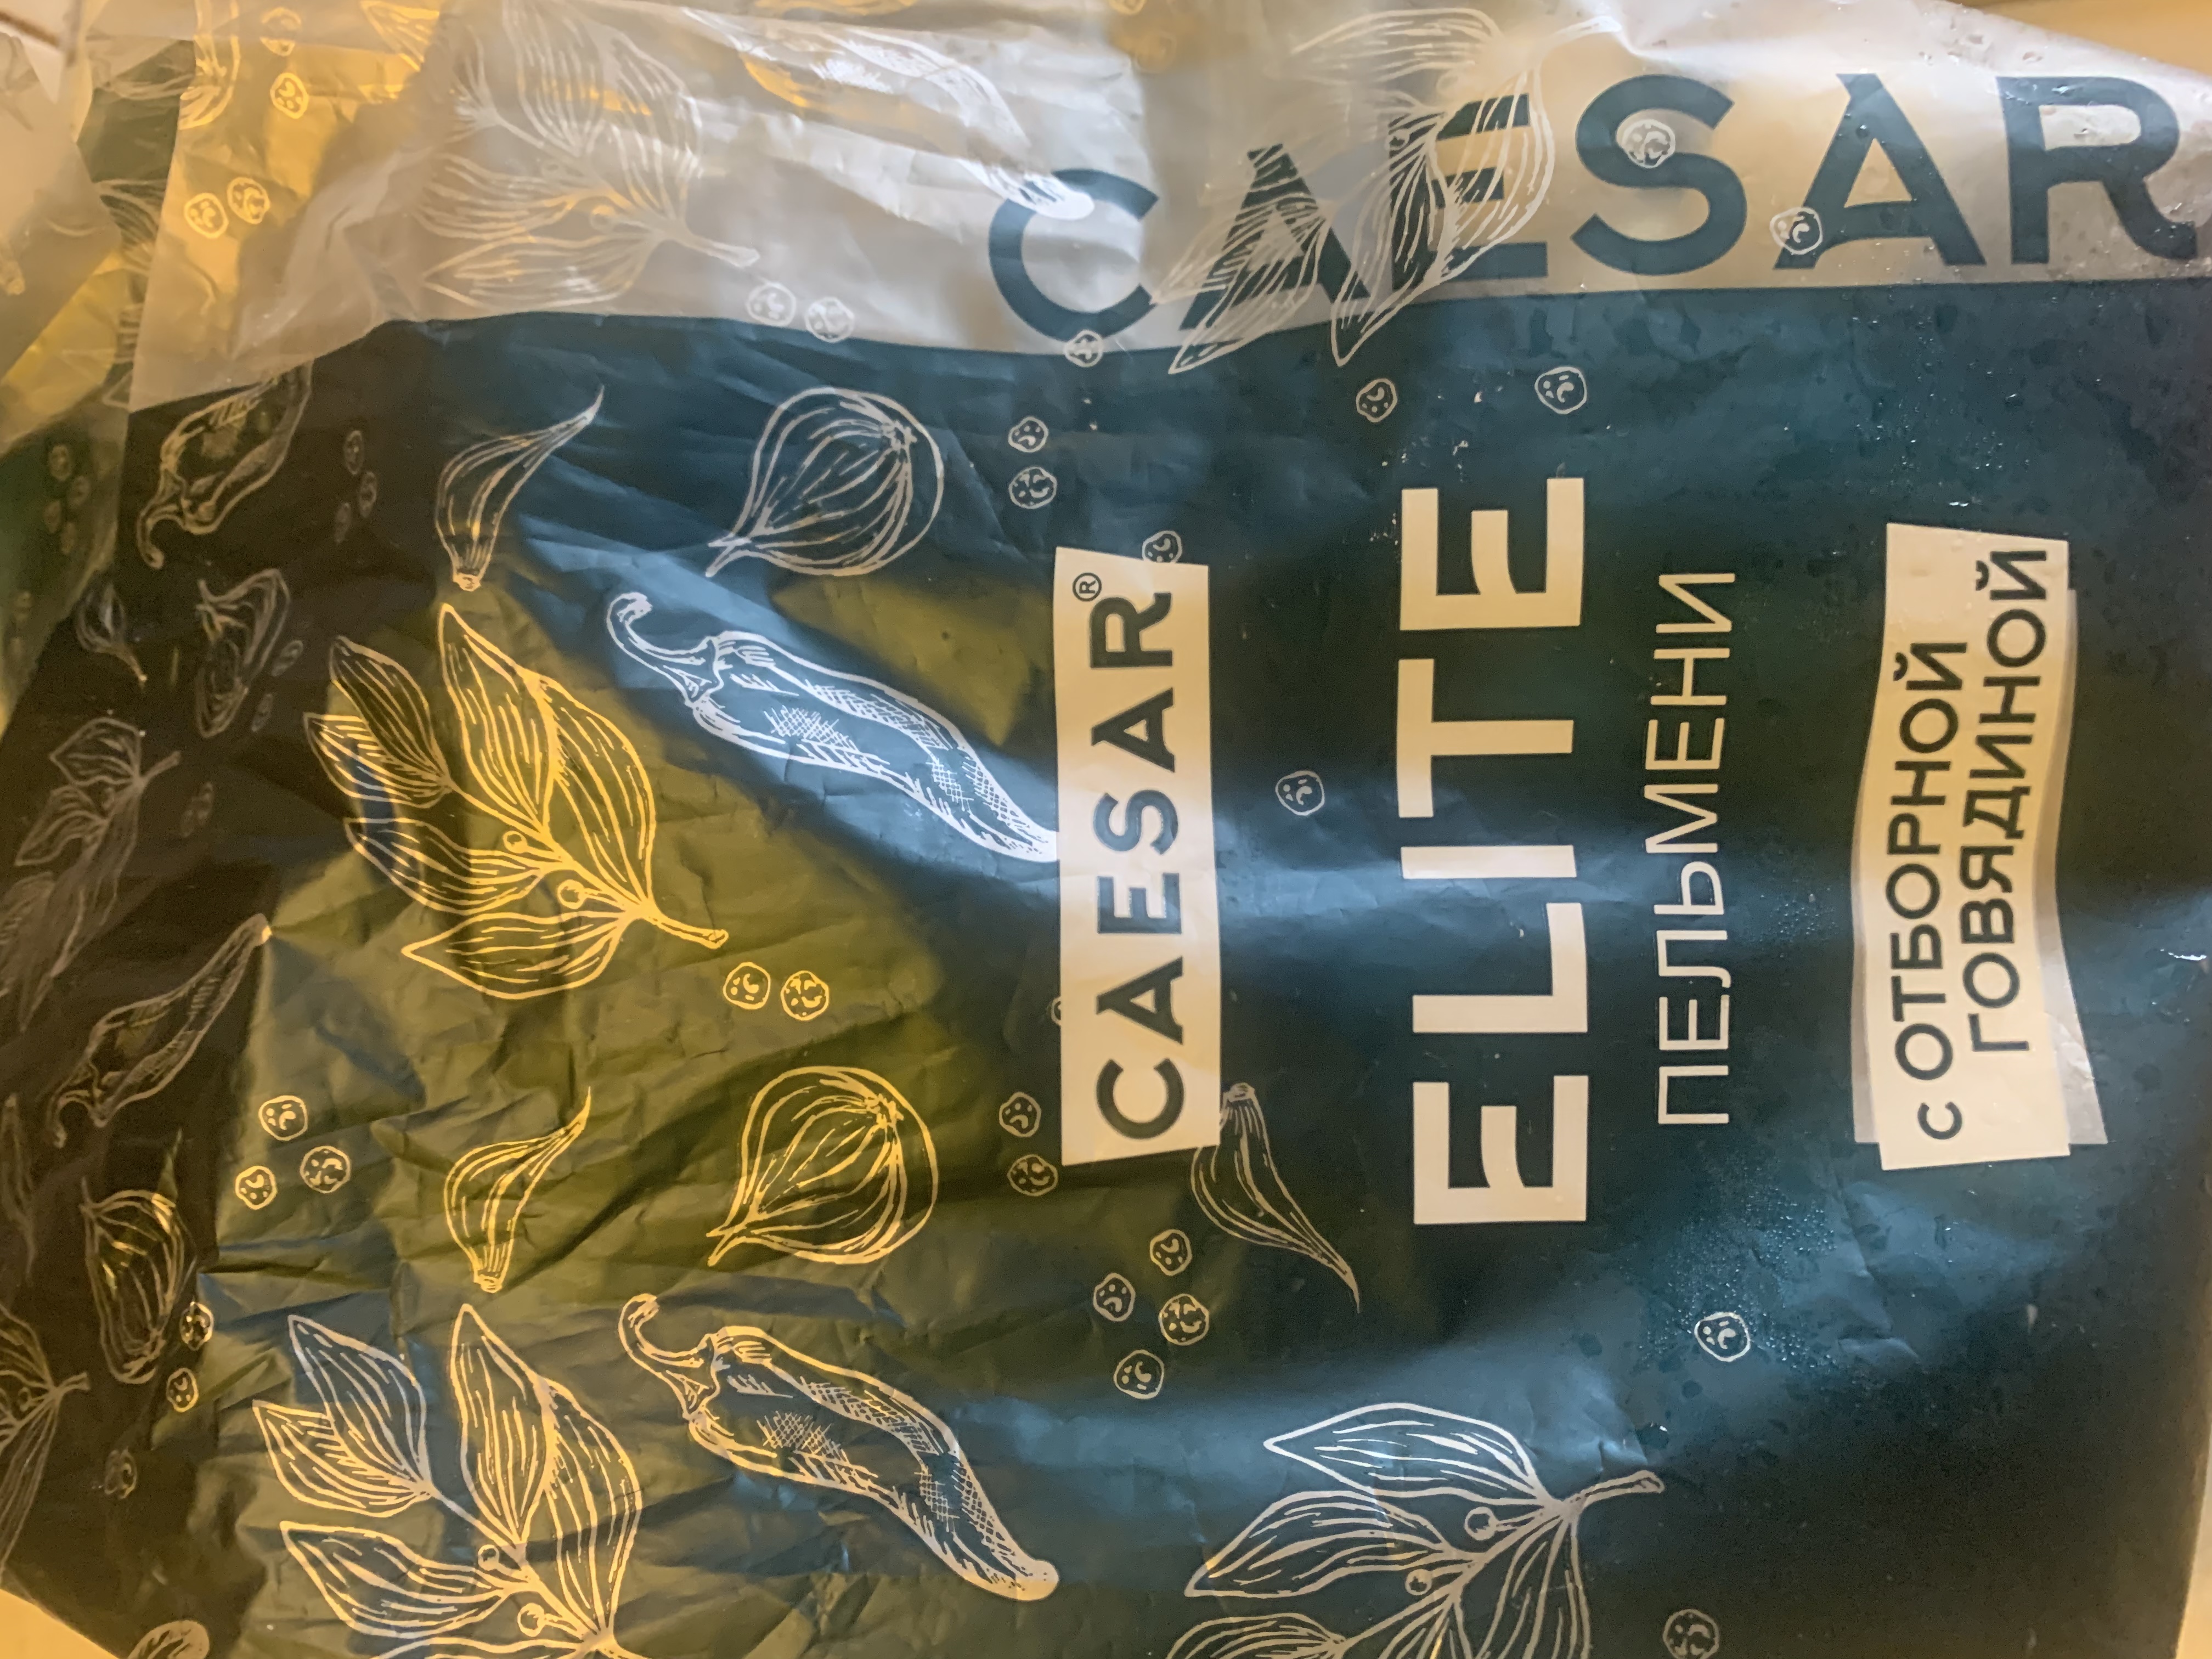 CAESAR
CAESAR®
ELITE
ПЕЛЬМЕНИ
С ОТБОРНОЙ
ГОВЯДИНОЙ